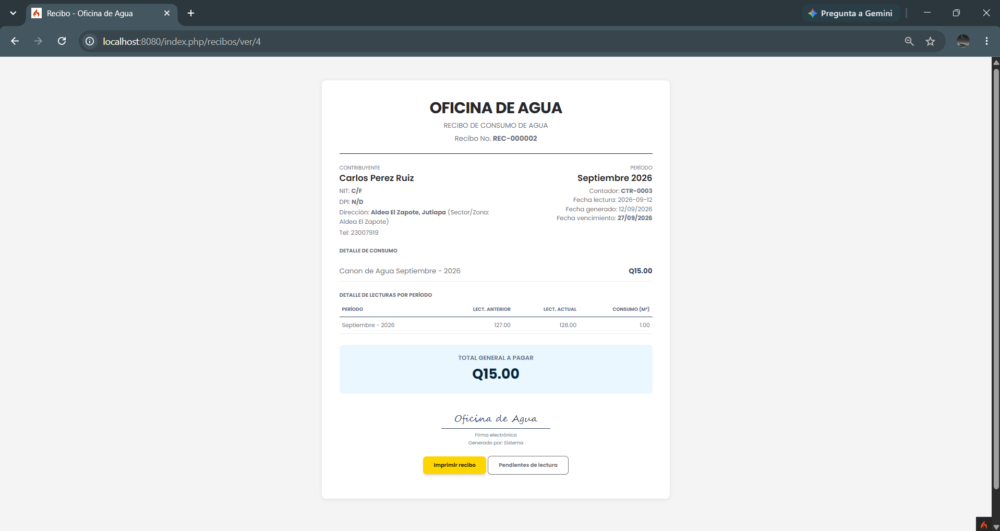 Recibo - Oficina de Agua
Pregunta a Gemini
localhost:8080/index.php/recibos/ver/4
OFICINA DE AGUA
RECIBO DE CONSUMO DE AGUA
Recibo No. REC-000002
CONTRIBUYENTE
Carlos Perez Ruiz
NIT: C/F
DPI: N/D
Dirección: Aldea El Zapote, Jutiapa (Sector/Zona:
Aldea El Zapote)
Tel: 23007919
PERÍODO
Septiembre 2026
Contador: CTR-0003
Fecha lectura: 2026-09-12
Fecha generado: 12/09/2026
Fecha vencimiento: 27/09/2026
DETALLE DE CONSUMO
Canon de Agua Septiembre - 2026 Q15.00
DETALLE DE LECTURAS POR PERÍODO
PERÍODO LECT. ANTERIOR LECT. ACTUAL CONSUMO (M³)
Septiembre - 2026 127.00 128.00 1.00
TOTAL GENERAL A PAGAR
Q15.00
Oficina de Agua
Firma electrónica
Generado por: Sistema
Imprimir recibo Pendientes de lectura